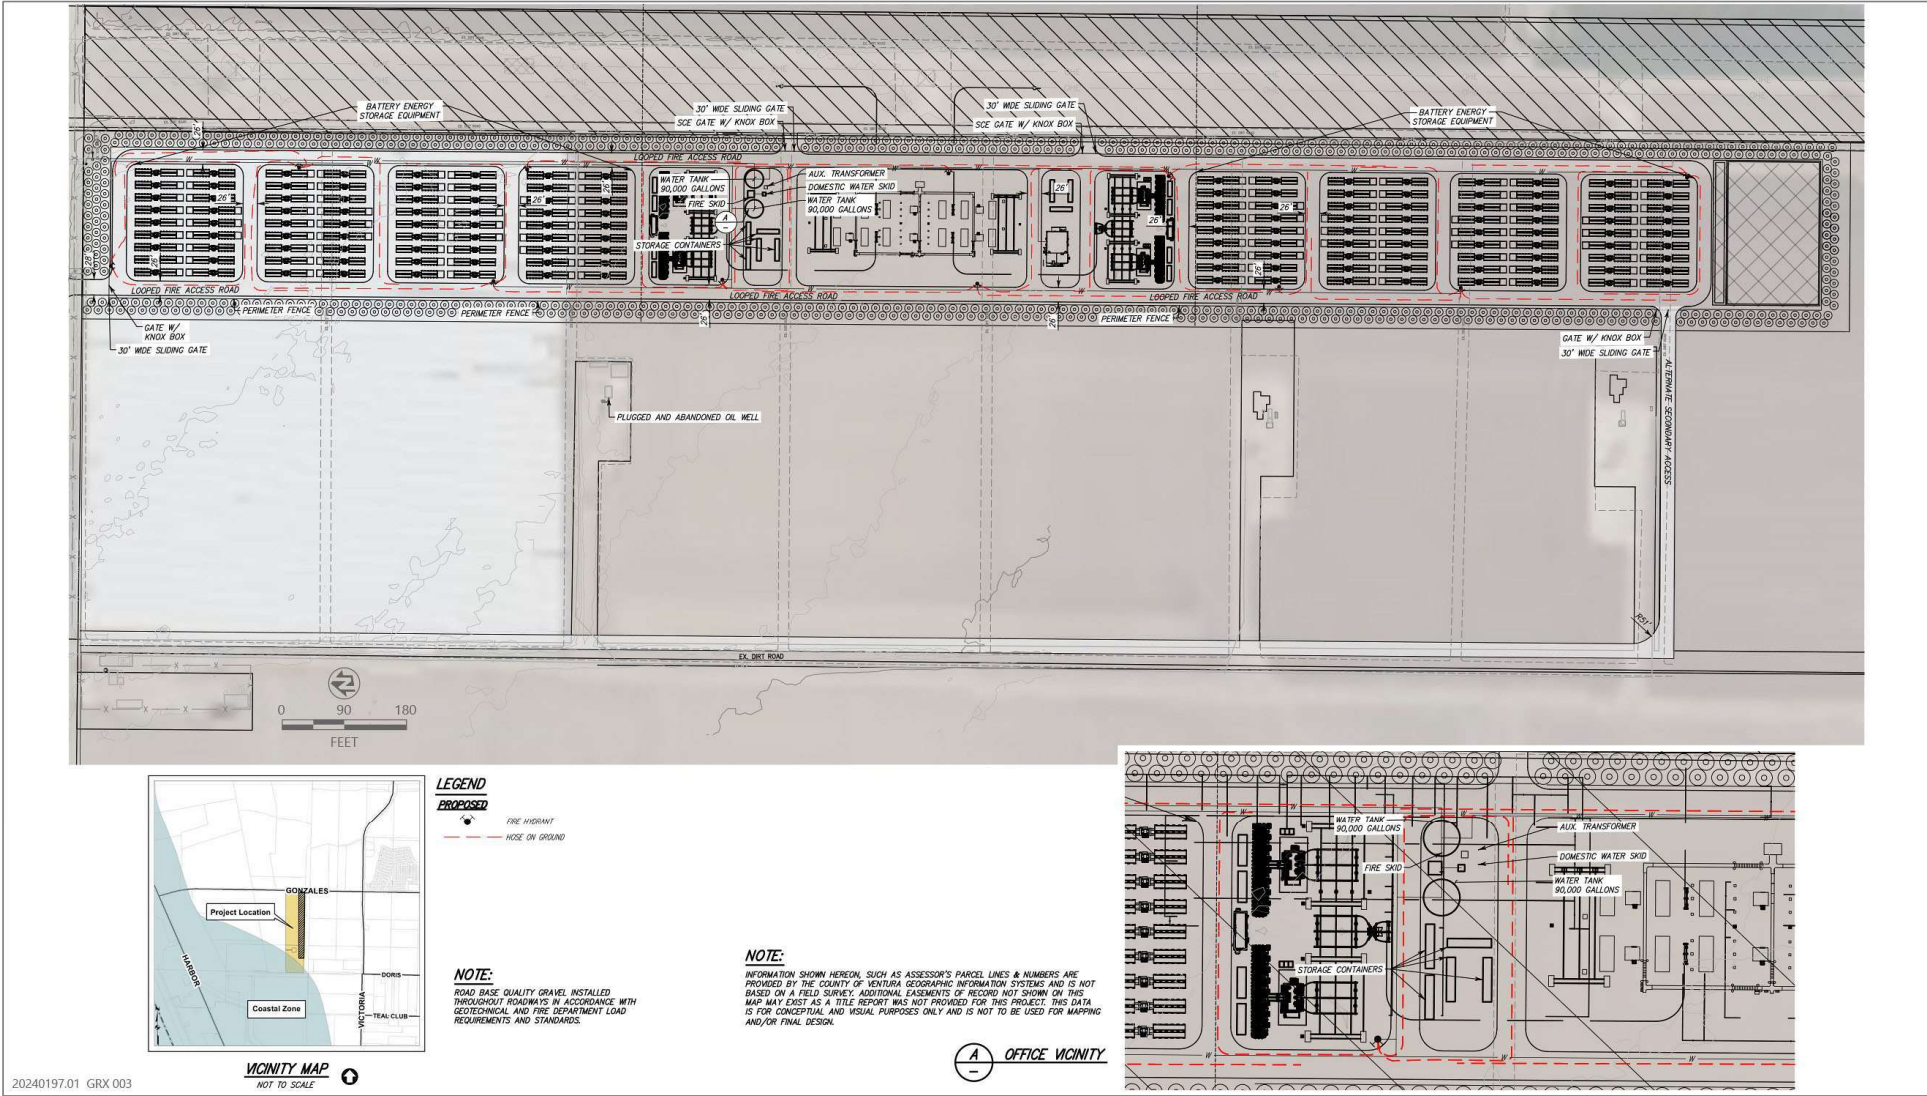 BATTERY ENERGY
STORAGE EQUIPMENT
30' WIDE SLIDING GATE
SCE GATE W/ KNOX BOX
30' WIDE SLIDING GATE
SCE GATE W/ KNOX BOX
BATTERY ENERGY
STORAGE EQUIPMENT
26'
LOOPED FIRE ACCESS ROAD
W
W
W
W
W
WATER TANK
90,000 GALLONS
FIRE SKID
AUX. TRANSFORMER
DOMESTIC WATER SKID
WATER TANK
90,000 GALLONS
A
STORAGE CONTAINERS
26'
26'
26'
26'
26'
26'
28'
26'
26'
LOOPED FIRE ACCESS ROAD
LOOPED FIRE ACCESS ROAD
LOOPED FIRE ACCESS ROAD
PERIMETER FENCE
PERIMETER FENCE
26'
26'
PERIMETER FENCE
GATE W/
KNOX BOX
30' WIDE SLIDING GATE
GATE W/ KNOX BOX
30' WIDE SLIDING GATE
ALTERNATE SECONDARY ACCESS
PLUGGED AND ABANDONED OIL WELL
R51'
EX. DIRT ROAD
X X
X X X X
0 90 180
FEET
LEGEND
PROPOSED
FIRE HYDRANT
HOSE ON GROUND
GONZALES
Project Location
HARBOR
DORIS
VICTORIA
TEAL CLUB
Coastal Zone
VICINITY MAP
NOT TO SCALE
NOTE:
ROAD BASE QUALITY GRAVEL INSTALLED
THROUGHOUT ROADWAYS IN ACCORDANCE WITH
GEOTECHNICAL AND FIRE DEPARTMENT LOAD
REQUIREMENTS AND STANDARDS.
NOTE:
INFORMATION SHOWN HEREON, SUCH AS ASSESSOR'S PARCEL LINES & NUMBERS ARE
PROVIDED BY THE COUNTY OF VENTURA GEOGRAPHIC INFORMATION SYSTEMS AND IS NOT
BASED ON A FIELD SURVEY. ADDITIONAL EASEMENTS OF RECORD NOT SHOWN ON THIS
MAP MAY EXIST AS A TITLE REPORT WAS NOT PROVIDED FOR THIS PROJECT. THIS DATA
IS FOR CONCEPTUAL AND VISUAL PURPOSES ONLY AND IS NOT TO BE USED FOR MAPPING
AND/OR FINAL DESIGN.
A
OFFICE VICINITY
W
W
W
WATER TANK
90,000 GALLONS
AUX. TRANSFORMER
FIRE SKID
DOMESTIC WATER SKID
WATER TANK
90,000 GALLONS
STORAGE CONTAINERS
W
W
20240197.01 GRX 003